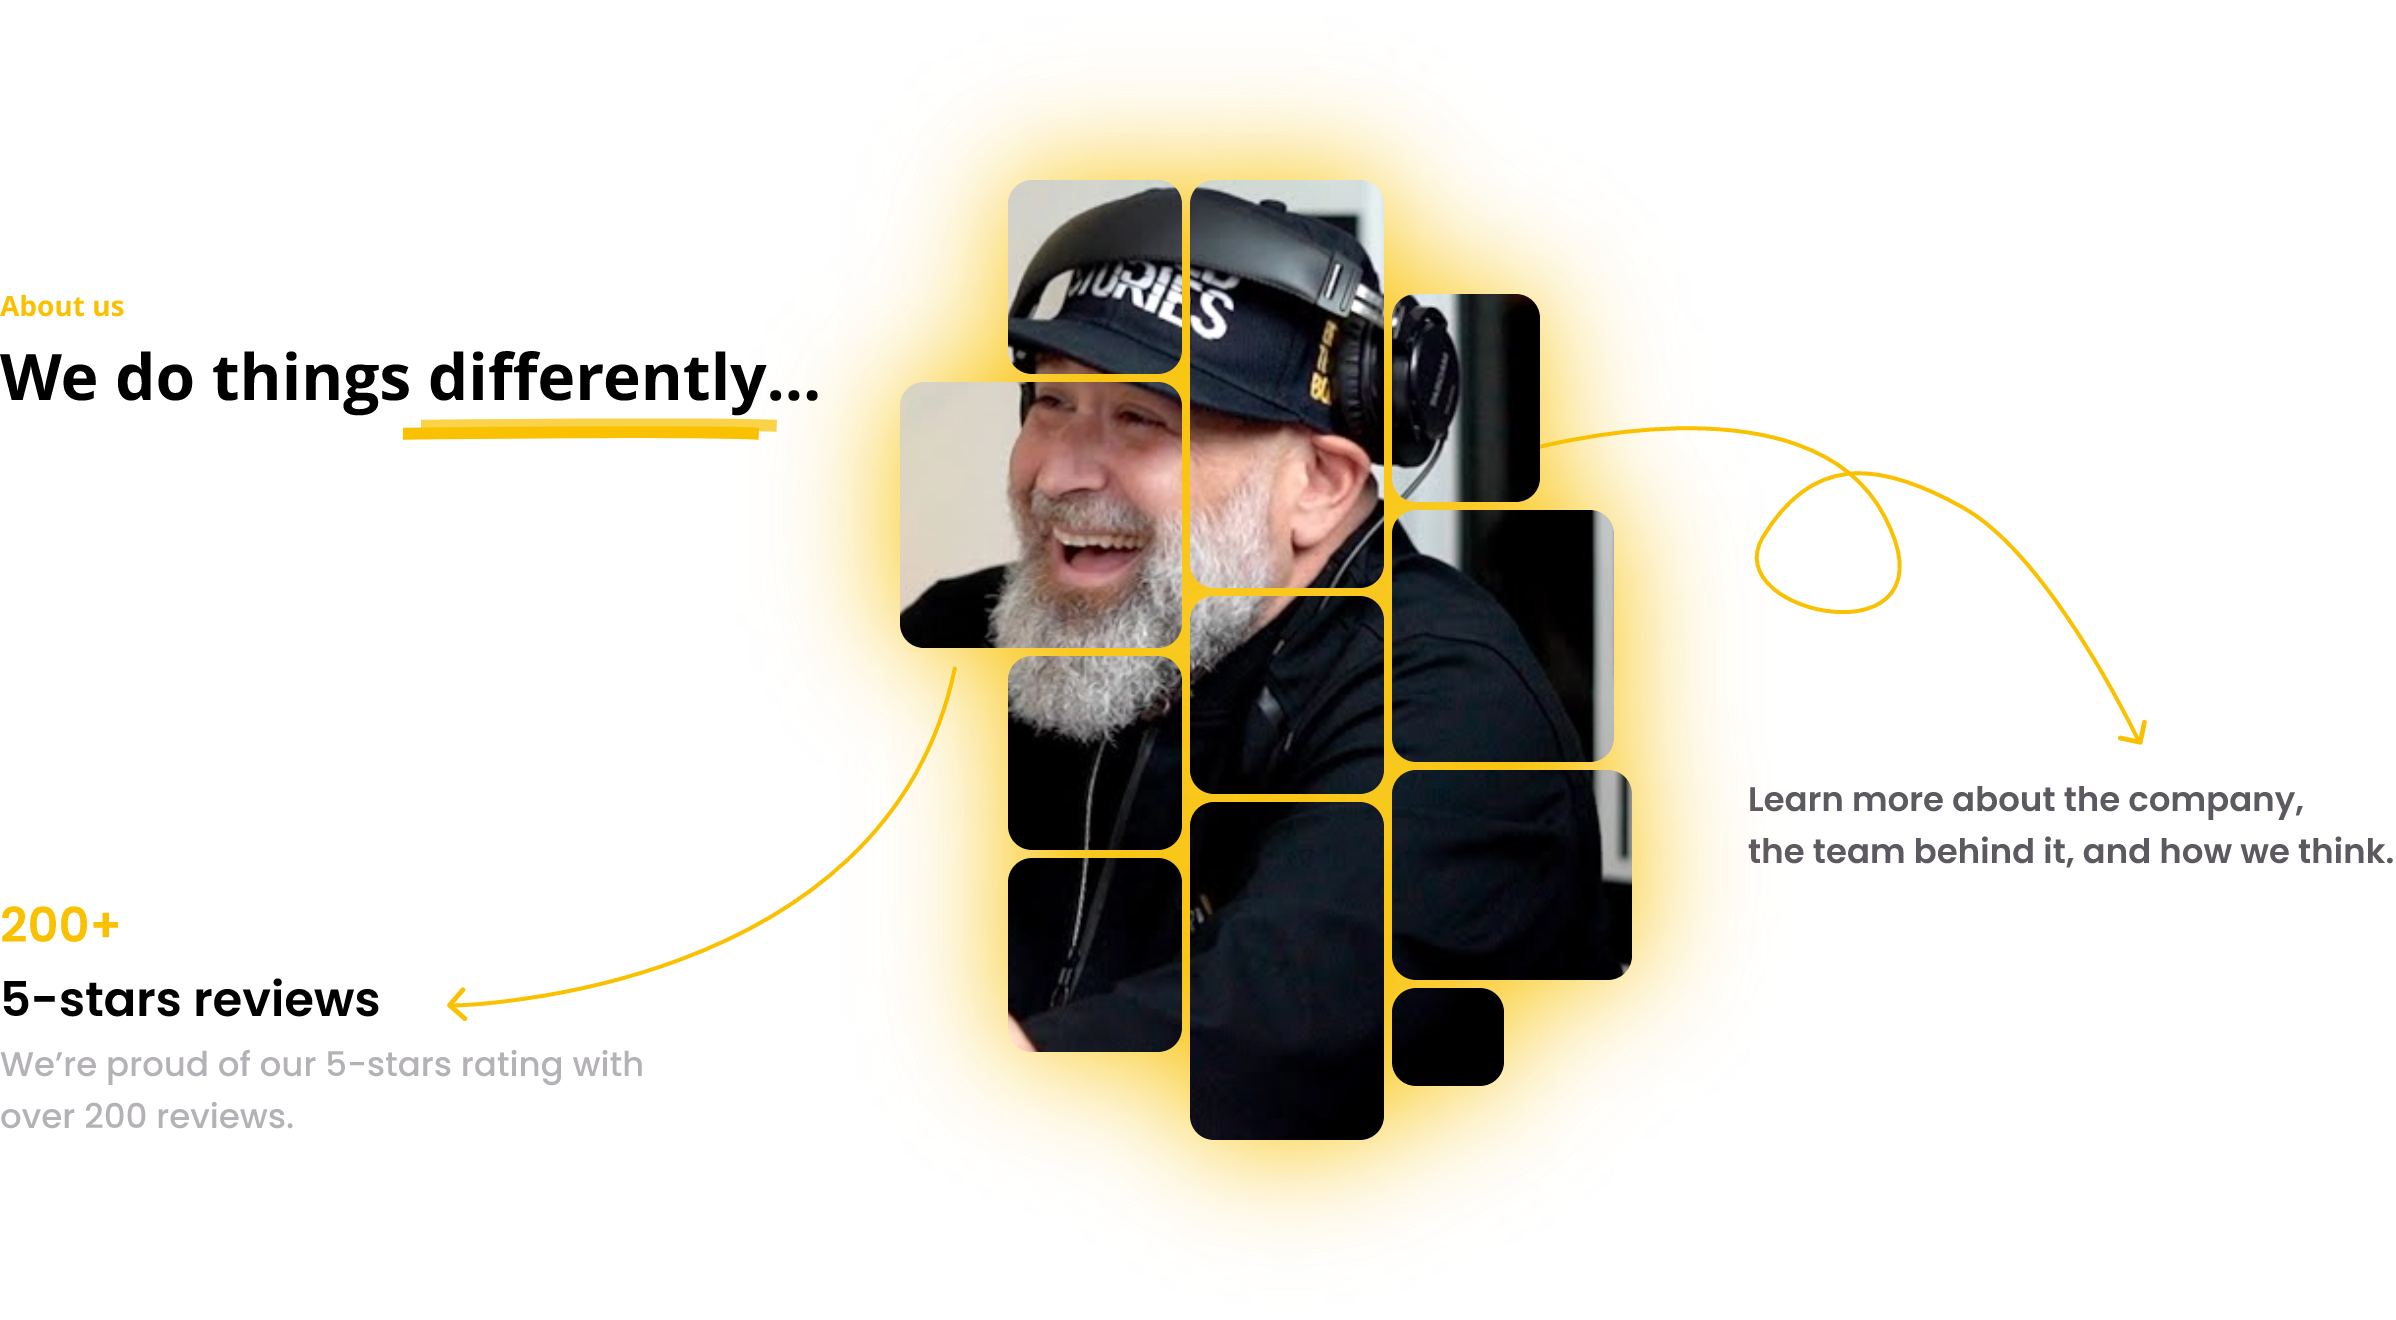 About us
We do things differently...
STORIES
200+
5-stars reviews
We’re proud of our 5-stars rating with
over 200 reviews.
Learn more about the company,
the team behind it, and how we think.